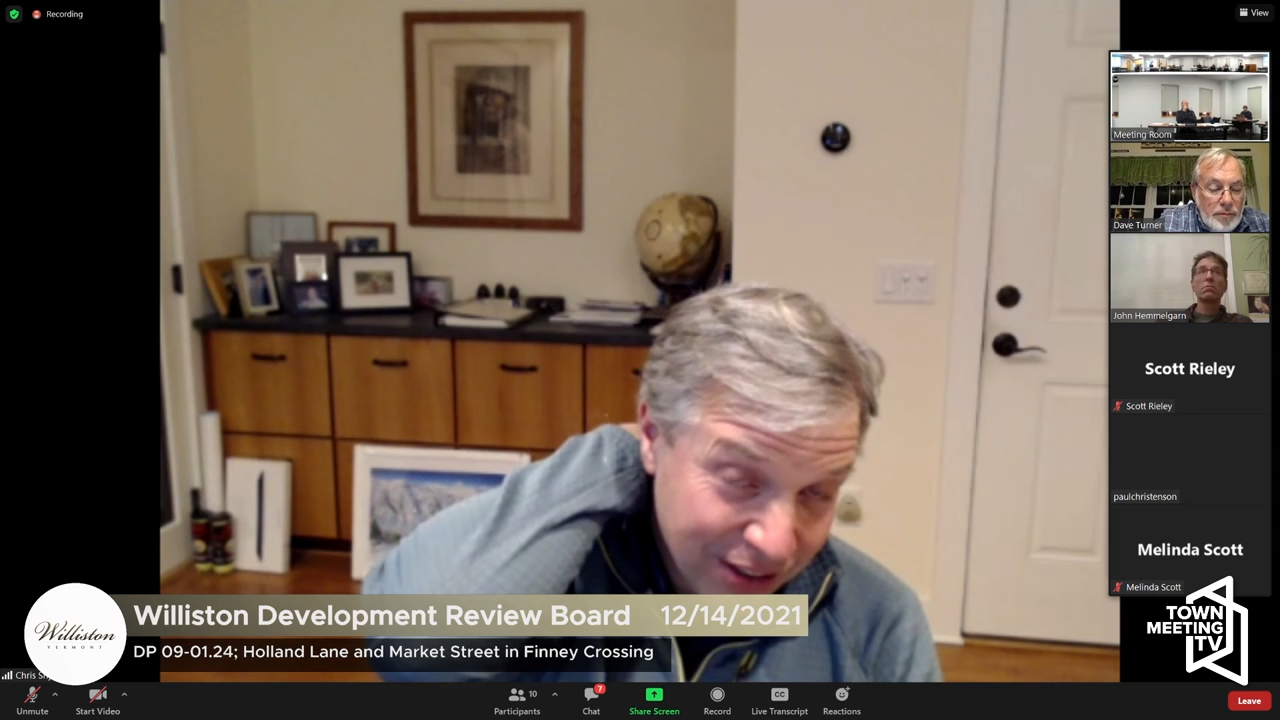 Recording
View
Meeting Room
Dave Turner
John Hemmelgarn
Scott Rieley
Scott Rieley
paulchristenson
Melinda Scott
Melinda Scott
Williston Development Review Board 12/14/2021
DP 09-01.24; Holland Lane and Market Street in Finney Crossing
Williston
VERMONT
TOWN
MEETING
TV
Chris
Unmute
Start Video
Participants
10
Chat
7
Share Screen
Record
CC
Live Transcript
Reactions
Leave